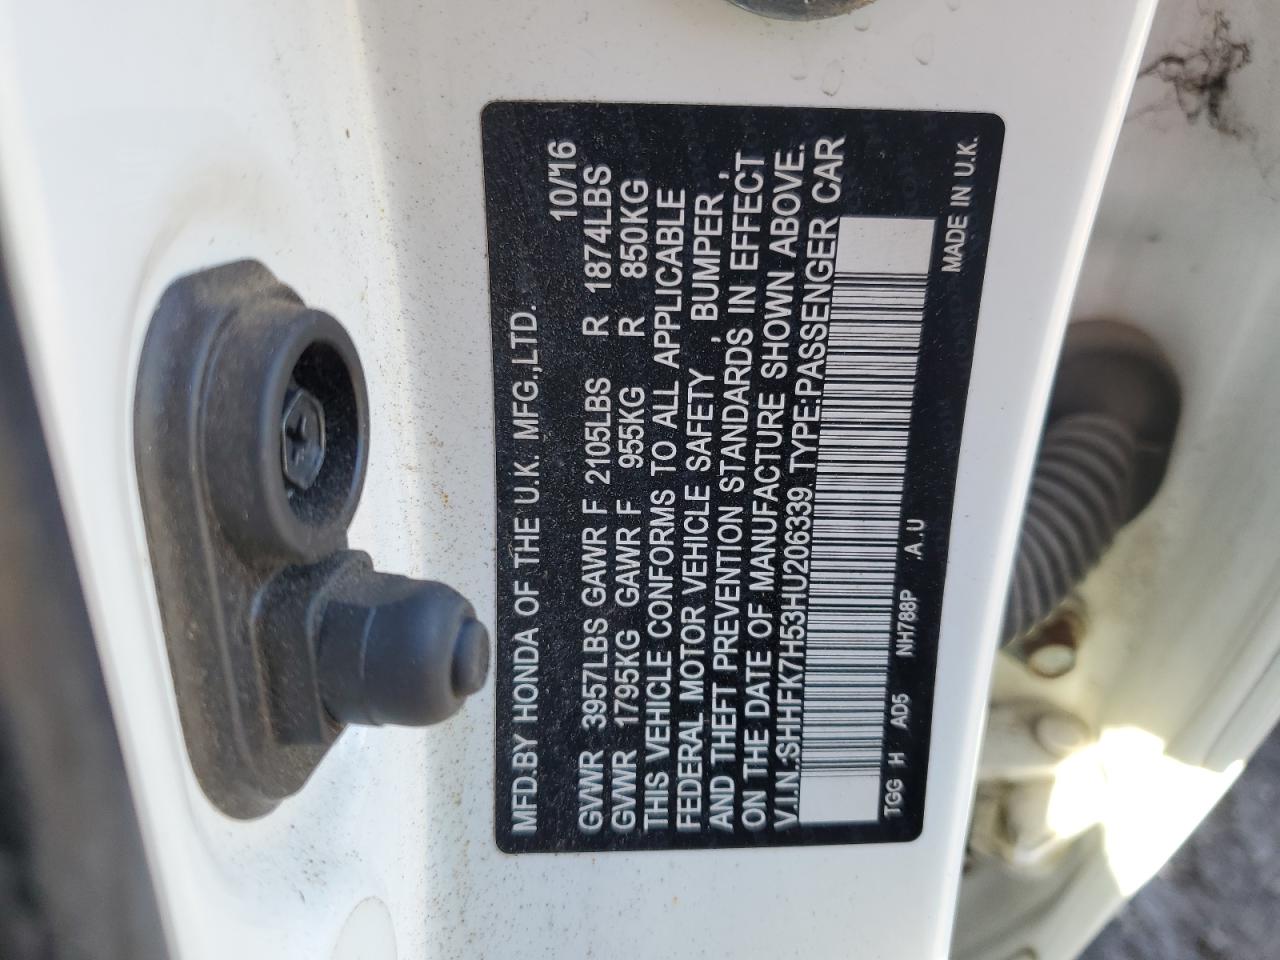 MFD.BY HONDA OF THE U.K. MFG.,LTD. 10/16
GVWR 3957LBS GAWR F 2105LBS R 1874LBS
GVWR 1795KG GAWR F 955KG R 850KG
THIS VEHICLE CONFORMS TO ALL APPLICABLE
FEDERAL MOTOR VEHICLE SAFETY , BUMPER ,
AND THEFT PREVENTION STANDARDS IN EFFECT
ON THE DATE OF MANUFACTURE SHOWN ABOVE.
V.I.N.:SHHFK7H53HU206339 TYPE:PASSENGER CAR
TGG H AD5 NH788P .A..U MADE IN U.K.